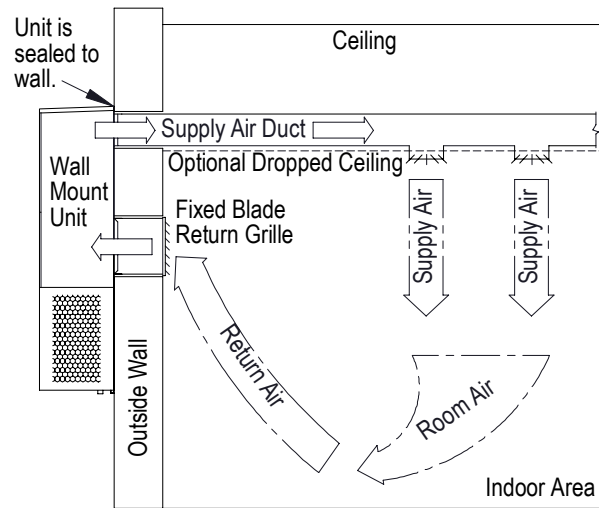 Unit is
sealed to
wall.
Ceiling
Supply Air Duct
Optional Dropped Ceiling
Wall
Mount
Unit
Fixed Blade
Return Grille
Supply Air
Supply Air
Return Air
Room Air
Outside Wall
Indoor Area